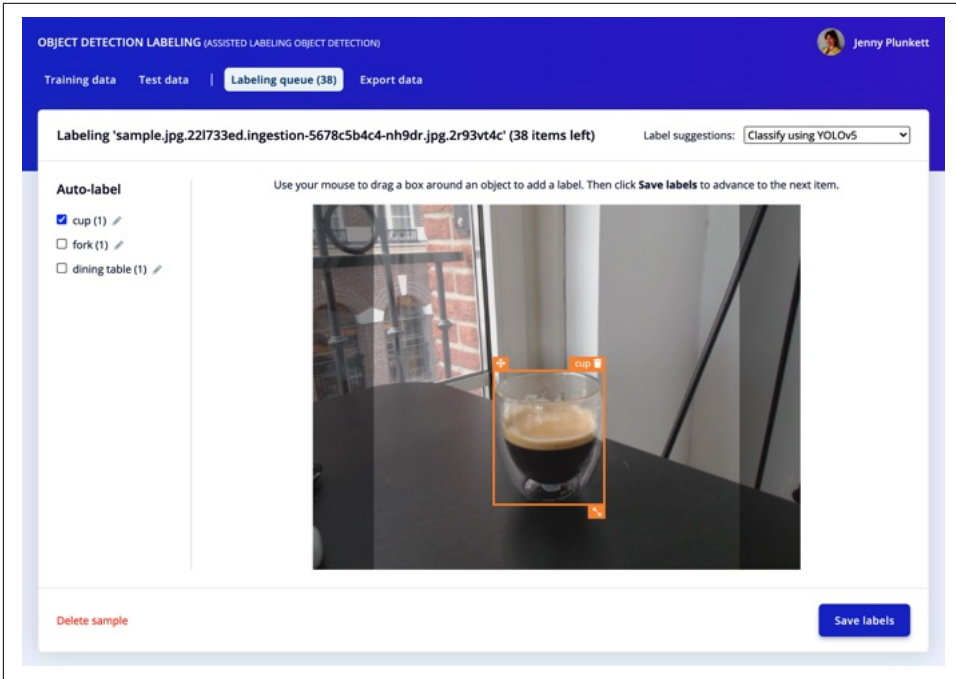 OBJECT DETECTION LABELING (ASSISTED LABELING OBJECT DETECTION)
Jenny Plunkett
Training data Test data | Labeling queue (38) Export data
Labeling 'sample.jpg.22l733ed.ingestion-5678c5b4c4-nh9dr.jpg.2r93vt4c' (38 items left) Label suggestions: Classify using YOLOv5
Auto-label
Use your mouse to drag a box around an object to add a label. Then click Save labels to advance to the next item.
cup (1)
fork (1)
dining table (1)
cup
Delete sample Save labels